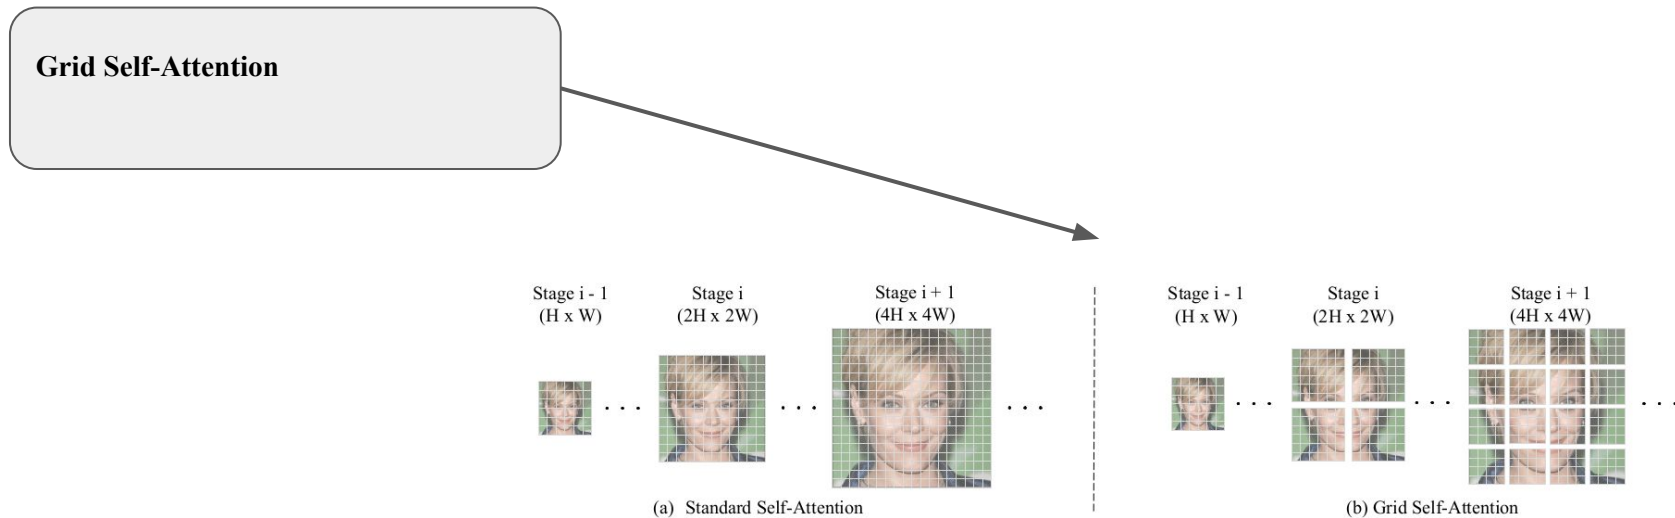 Grid Self-Attention
Stage i - 1
(H x W)
Stage i
(2H x 2W)
Stage i + 1
(4H x 4W)
. . .
. . .
. . .
(a) Standard Self-Attention
Stage i - 1
(H x W)
Stage i
(2H x 2W)
Stage i + 1
(4H x 4W)
. . .
. . .
. . .
(b) Grid Self-Attention